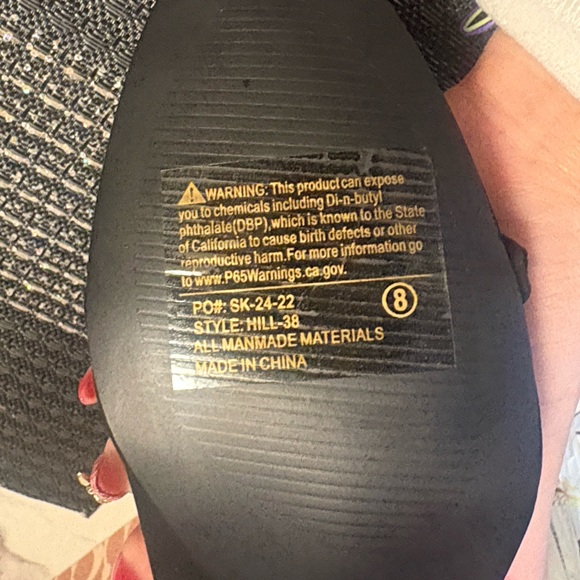 WARNING: This product can expose
you to chemicals including Di-n-butyl
phthalate(DBP),which is known to the State
of California to cause birth defects or other
reproductive harm.For more information go
to www.P65Warnings.ca.gov.
PO#: SK-24-22
8
STYLE: HILL-38
ALL MANMADE MATERIALS
MADE IN CHINA